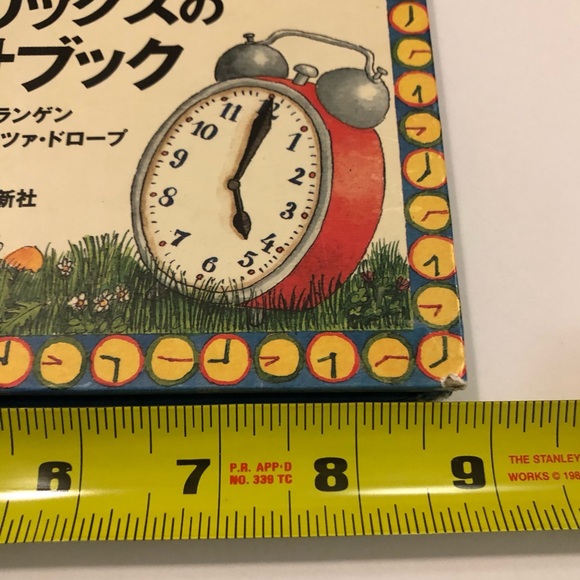 リックスの
ブック
ランゲン
ツァ・ドロープ
新社
12
11 1
10 2
9 3
8 4
7 5
6
6 7 8 9
P.R. APP'D
NO. 339 TC
THE STANLEY
WORKS © 198